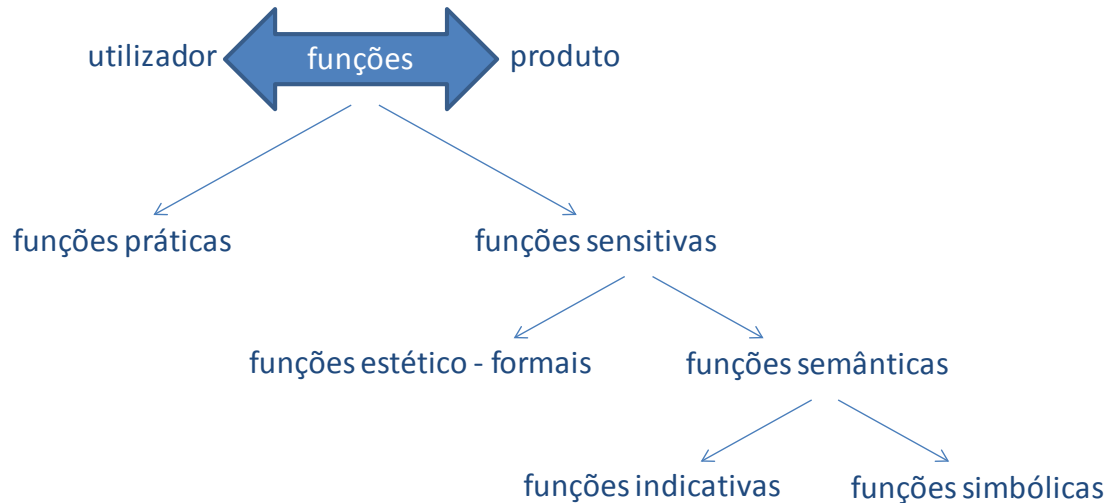 utilizador funções produto
funções práticas funções sensitivas
funções estético - formais funções semânticas
funções indicativas funções simbólicas